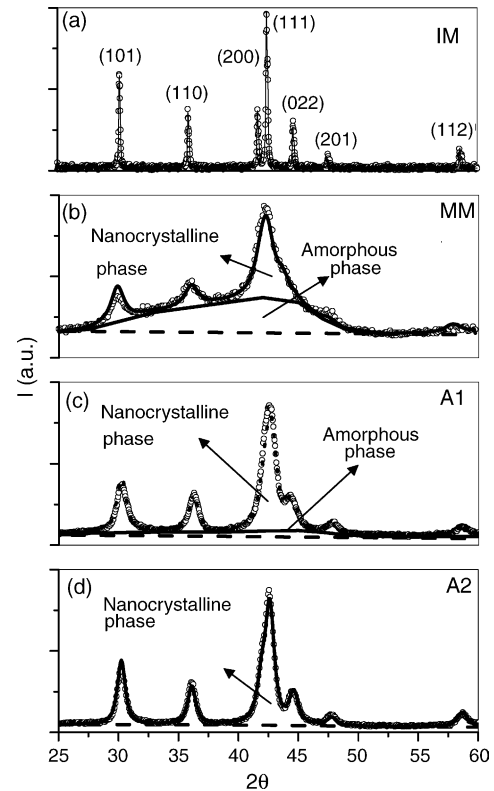 (a)
IM
(111)
(101)
(200)
(110)
(022)
(201)
(112)
(b)
MM
Nanocrystalline
phase
Amorphous
phase
(c)
A1
Nanocrystalline
phase
Amorphous
phase
(d)
A2
Nanocrystalline
phase
I (a.u.)
25 30 35 40 45 50 55 60
2θ